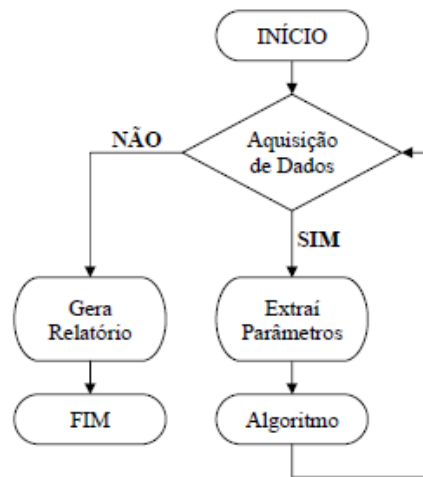 INÍCIO
Aquisição
de Dados
NÃO
SIM
Gera
Relatório
Extraí
Parâmetros
FIM
Algoritmo